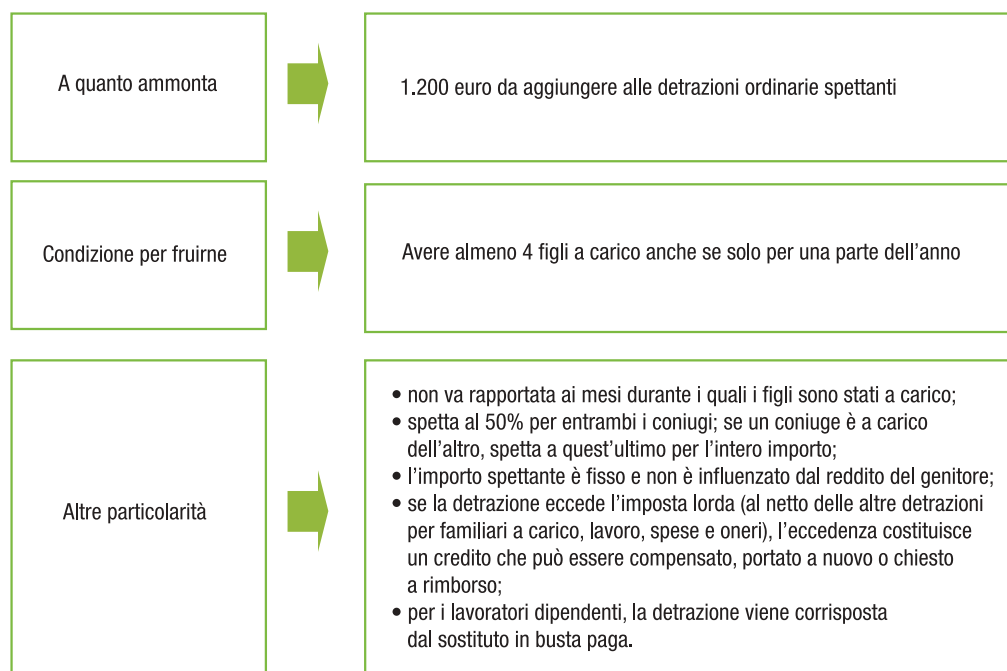 A quanto ammonta
1.200 euro da aggiungere alle detrazioni ordinarie spettanti
Condizione per fruirne
Avere almeno 4 figli a carico anche se solo per una parte dell’anno
Altre particolarità
• non va rapportata ai mesi durante i quali i figli sono stati a carico;
• spetta al 50% per entrambi i coniugi; se un coniuge è a carico
dell’altro, spetta a quest’ultimo per l’intero importo;
• l’importo spettante è fisso e non è influenzato dal reddito del genitore;
• se la detrazione eccede l’imposta lorda (al netto delle altre detrazioni
per familiari a carico, lavoro, spese e oneri), l’eccedenza costituisce
un credito che può essere compensato, portato a nuovo o chiesto
a rimborso;
• per i lavoratori dipendenti, la detrazione viene corrisposta
dal sostituto in busta paga.